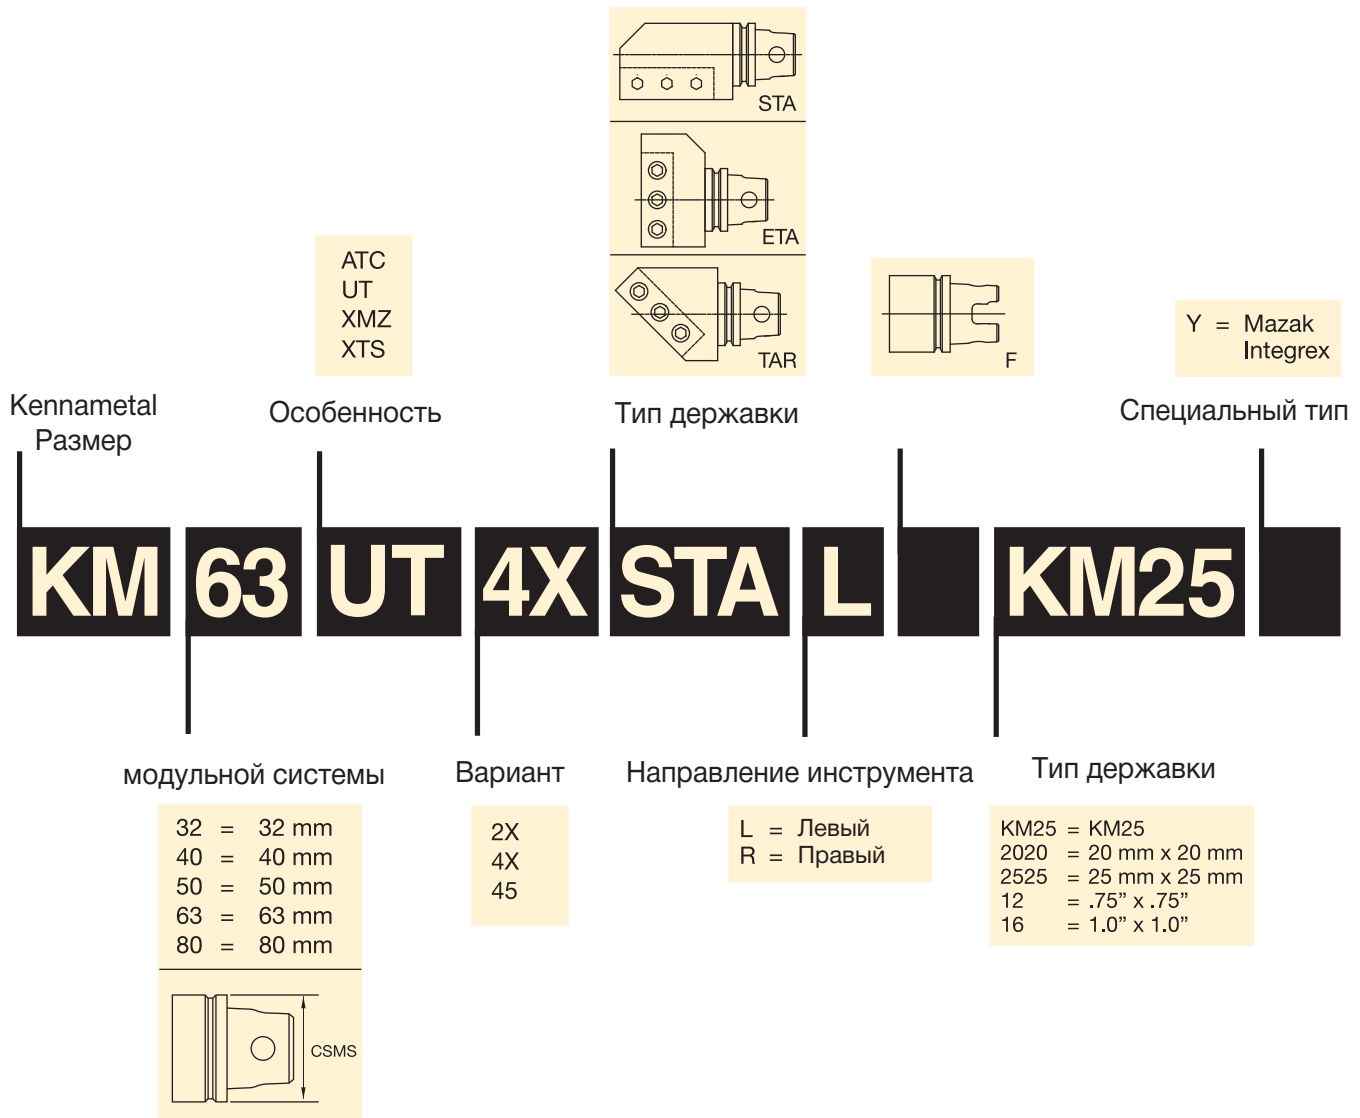 STA
ETA
TAR
ATC
UT
XMZ
XTS
F
Y = Mazak
Integrex
Kennametal
Размер
Особенность
Тип державки
Специальный тип
KM 63 UT 4X STA L KM25
модульной системы
Вариант
Направление инструмента
Тип державки
32 = 32 mm
40 = 40 mm
50 = 50 mm
63 = 63 mm
80 = 80 mm
CSMS
2X
4X
45
L = Левый
R = Правый
KM25 = KM25
2020 = 20 mm x 20 mm
2525 = 25 mm x 25 mm
12 = .75” x .75”
16 = 1.0” x 1.0”